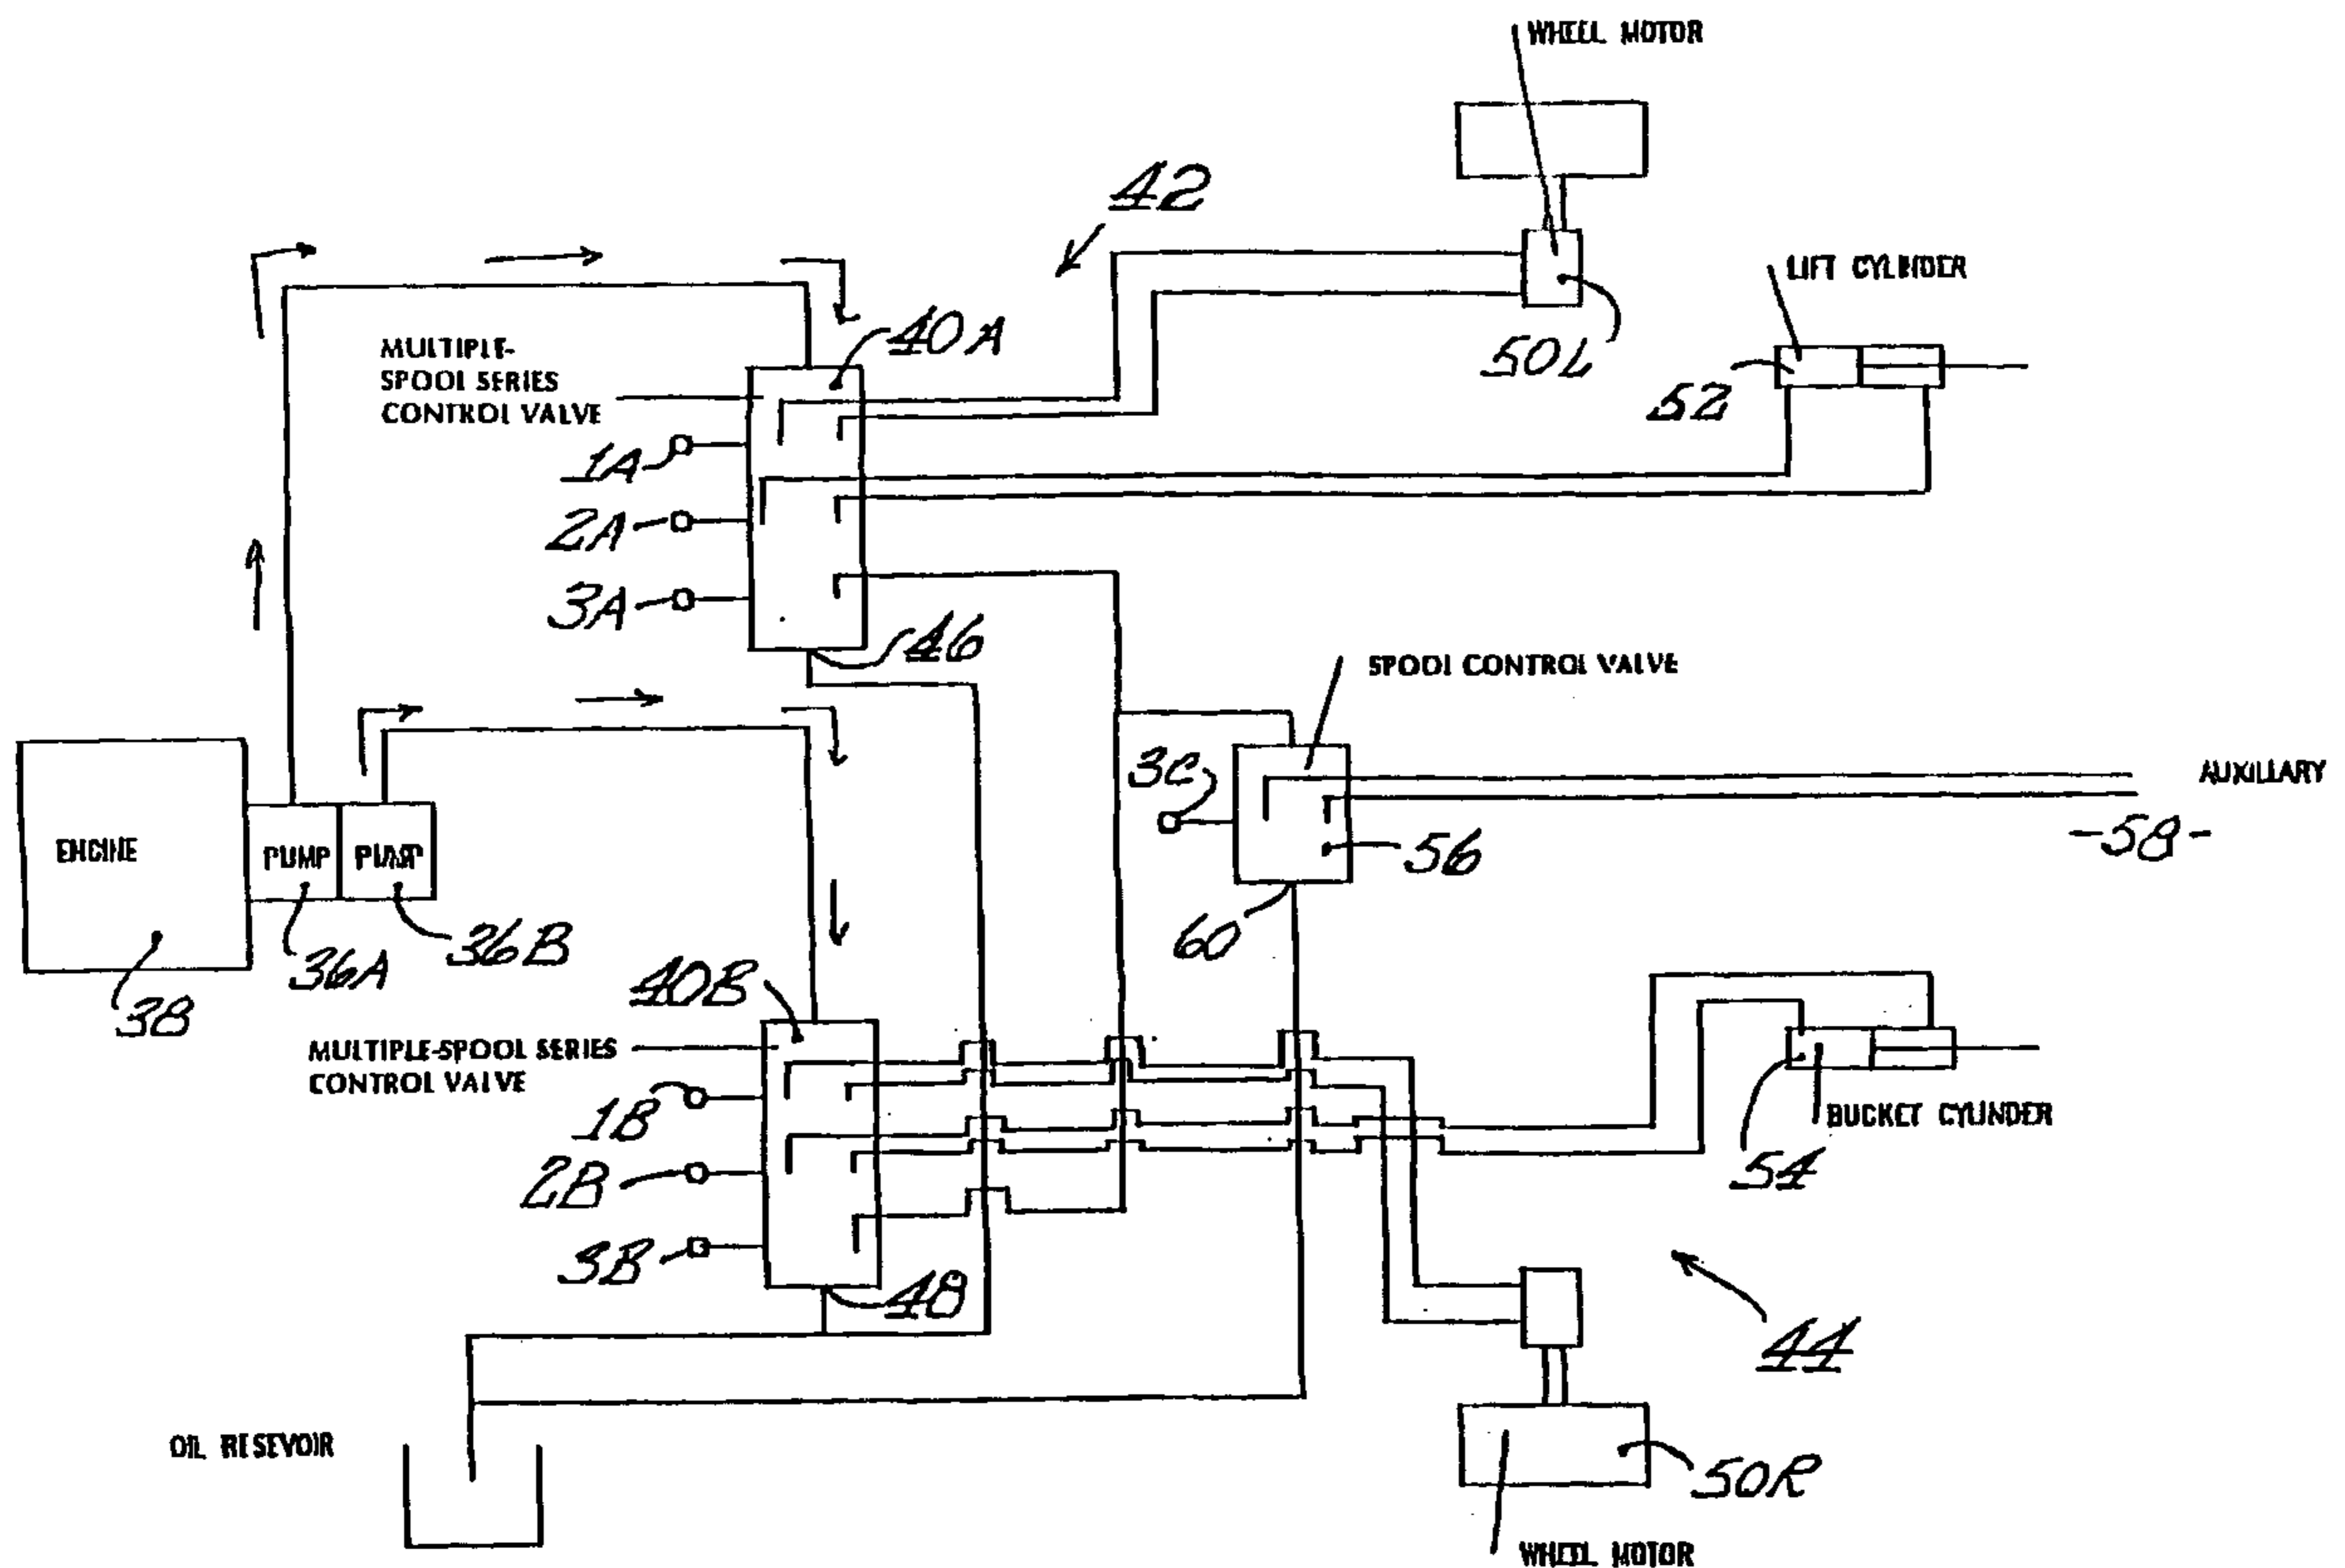 WHEEL MOTOR
42
LIFT CYLINDER
40A
MULTIPLE-
SPOOL SERIES
CONTROL VALVE
50L
52
1A
2A
3A
46
SPOOL CONTROL VALVE
3C
AUXILLARY
-58-
ENGINE
PUMP
PUMP
56
60
36A
36B
38
40B
MULTIPLE-SPOOL SERIES
CONTROL VALVE
1B
BUCKET CYLINDER
54
2B
3B
48
44
OIL RESEVOIR
50R
WHEEL MOTOR